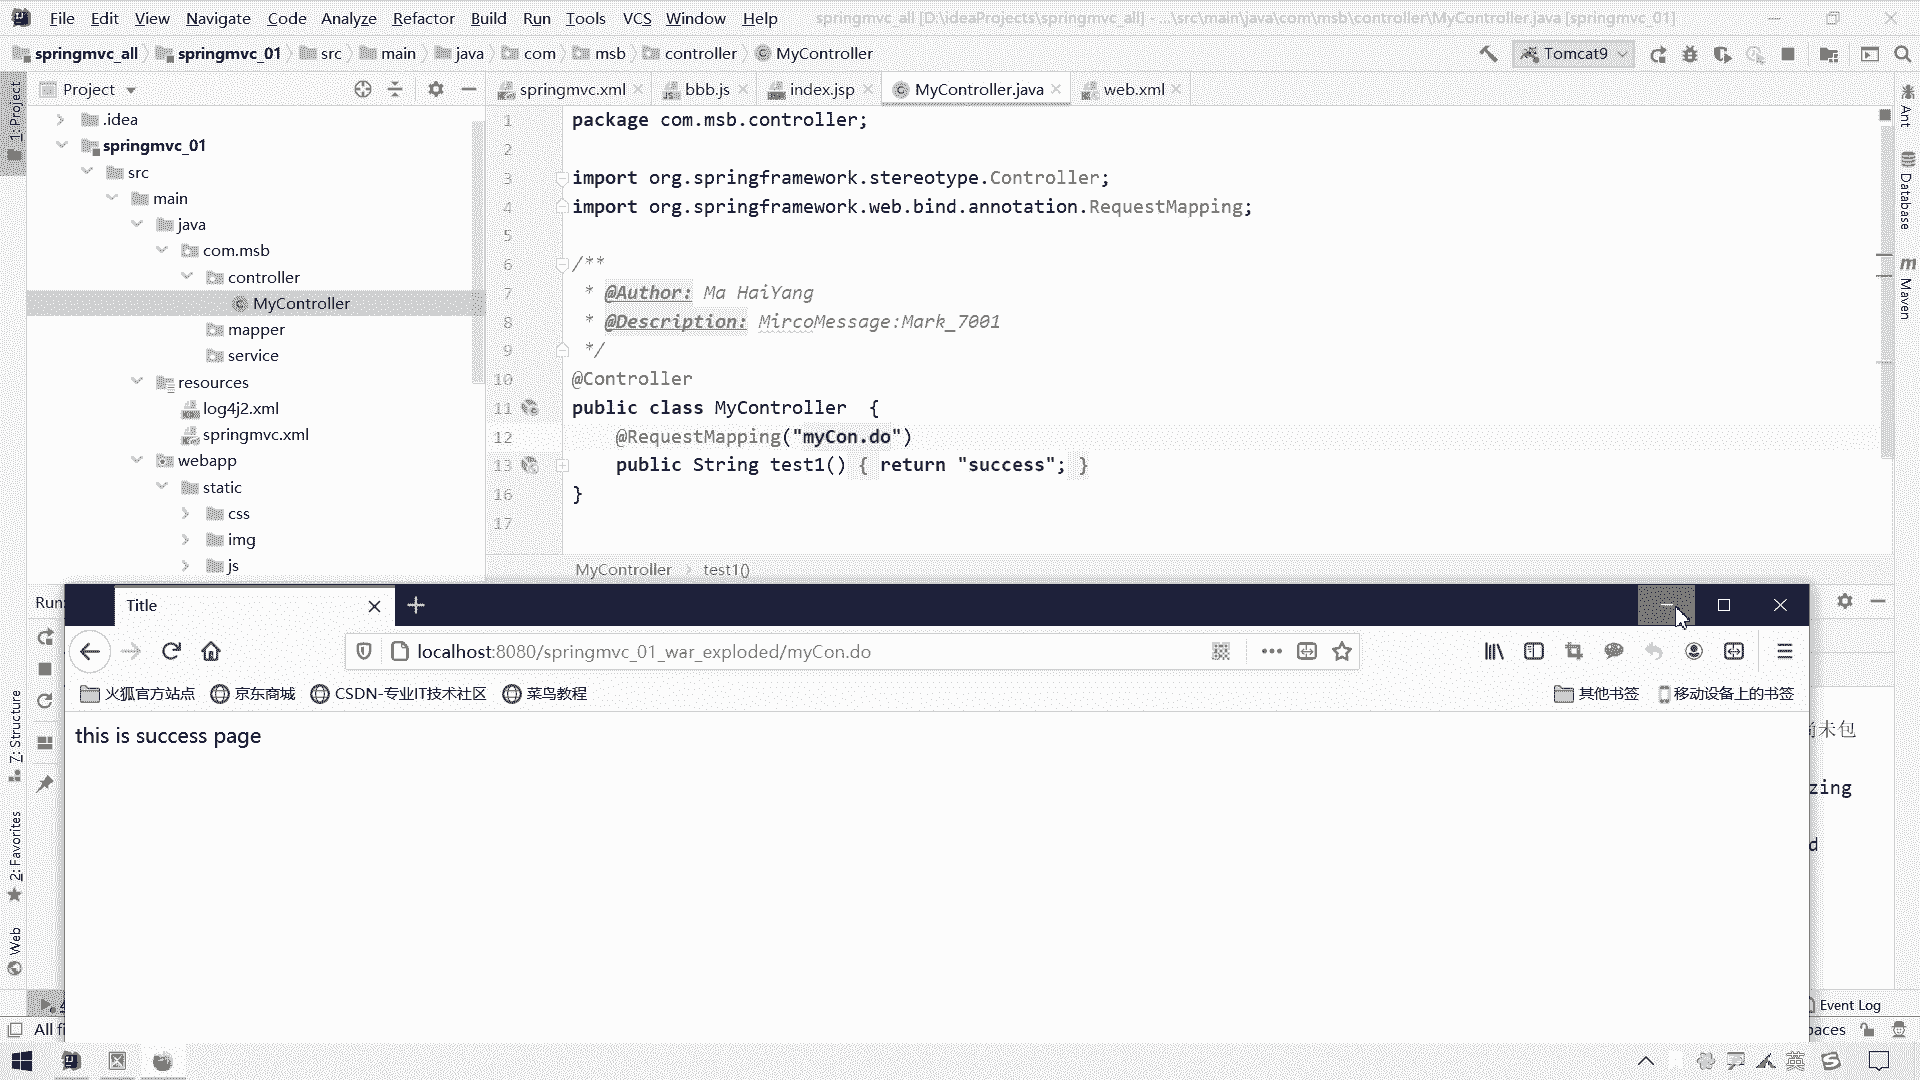 File Edit View Navigate Code Analyze Refactor Build Run Tools VCS Window Help springmvc_all [D:\ideaProjects\springmvc_all] - ...\src\main\java\com\msb\controller\MyController.java [springmvc_01]
springmvc_all springmvc_01 src main java com msb controller MyController Tomcat9
Project
springmvc.xml bbb.js index.jsp MyController.java web.xml
1: Project
.idea
springmvc_01
src
main
java
com.msb
controller
MyController
mapper
service
resources
log4j2.xml
springmvc.xml
webapp
static
css
img
js
1 package com.msb.controller;
2
3 import org.springframework.stereotype.Controller;
4 import org.springframework.web.bind.annotation.RequestMapping;
5
6 /**
7 * @Author: Ma HaiYang
8 * @Description: MircoMessage:Mark_7001
9 */
10 @Controller
11 public class MyController {
12 @RequestMapping("myCon.do")
13 public String test1() { return "success"; }
16 }
17
MyController test1()
Ant
Database
m Maven
Run:
Title
localhost:8080/springmvc_01_war_exploded/myCon.do
火狐官方站点 京东商城 CSDN-专业IT技术社区 菜鸟教程 其他书签 移动设备上的书签
this is success page
尚未包
zing
d
7: Structure
2: Favorites
Web
4
Event Log
All fi
paces
英